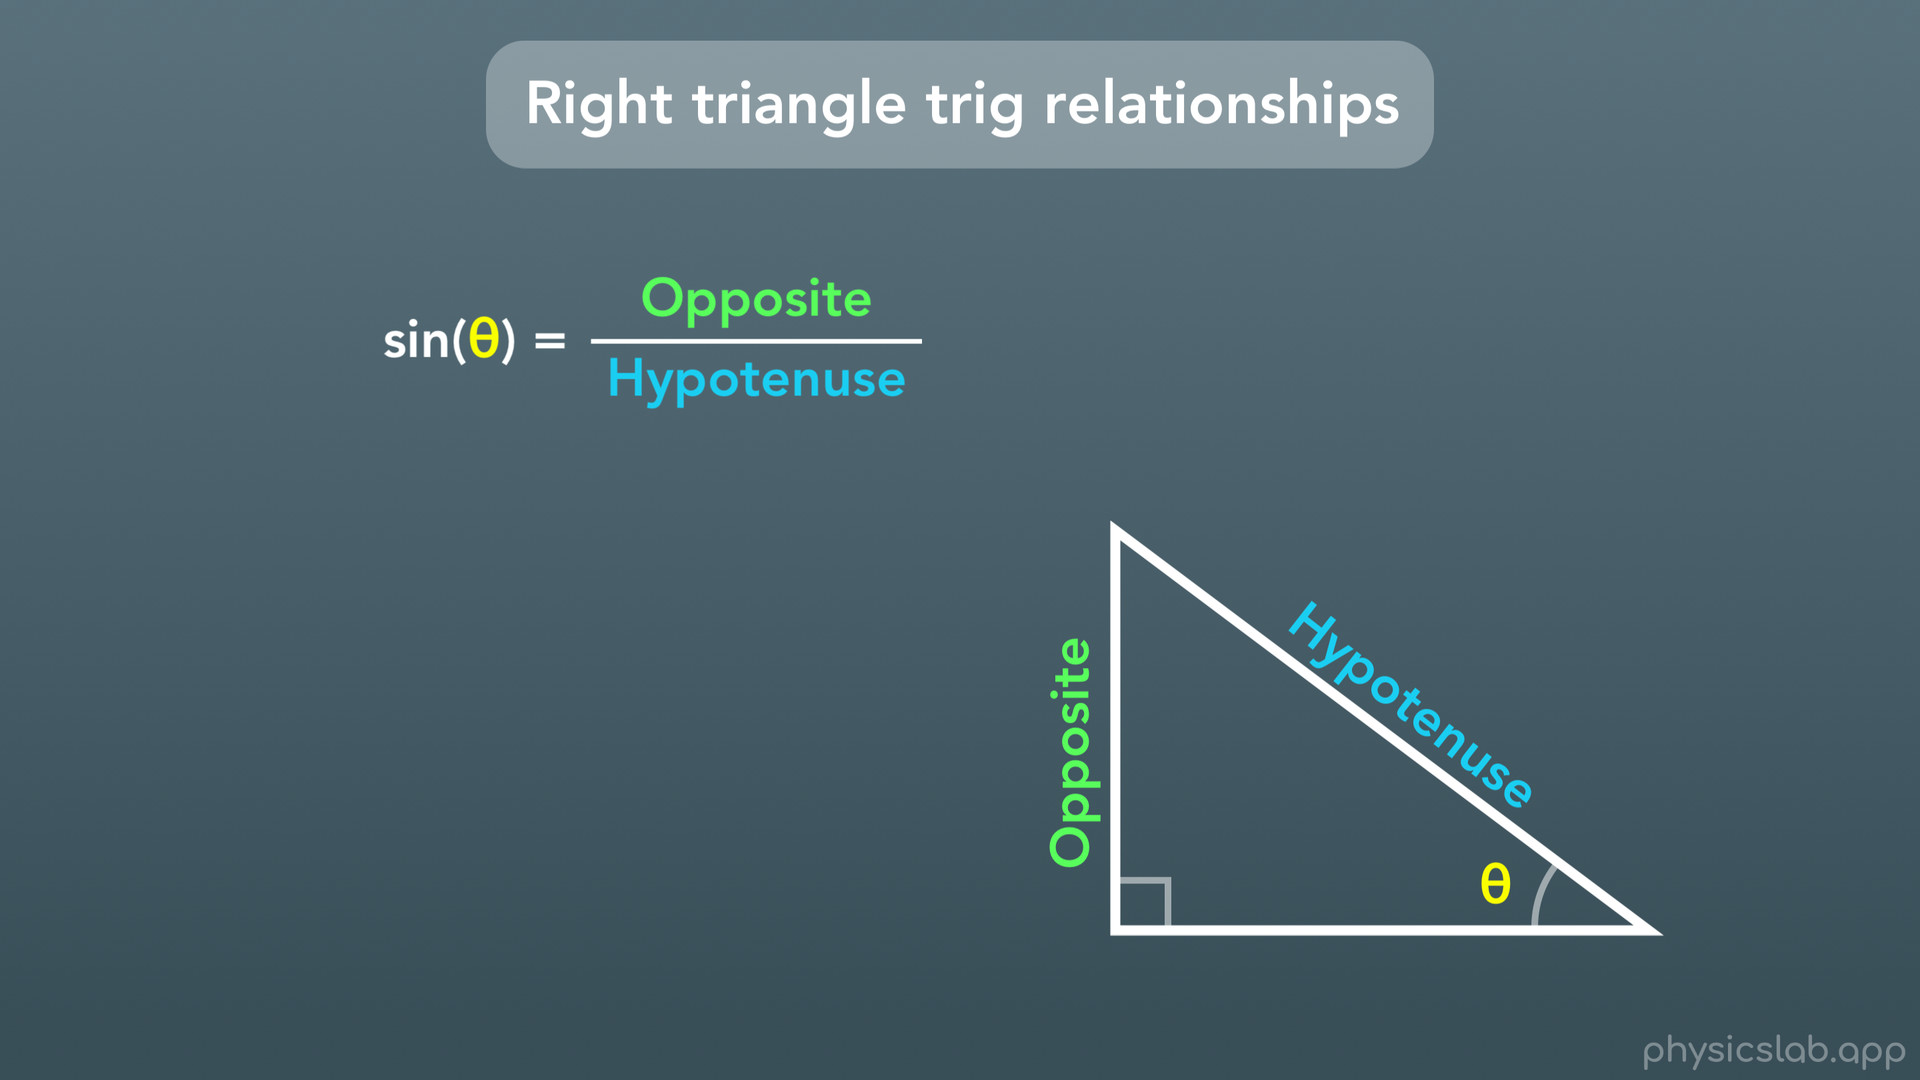 Right triangle trig relationships
sin(θ) = Opposite
Hypotenuse
Opposite
Hypotenuse
θ
physicslab.app